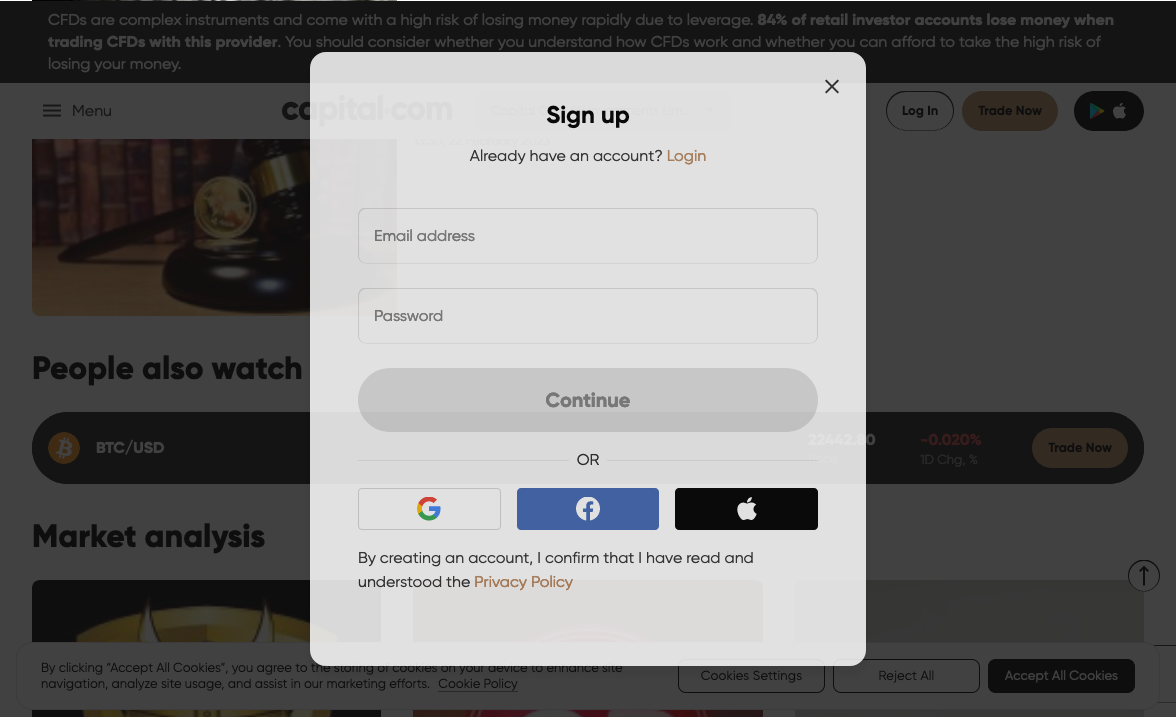 CFDs are complex instruments and come with a high risk of losing money rapidly due to leverage. 84% of retail investor accounts lose money when
trading CFDs with this provider. You should consider whether you understand how CFDs work and whether you can afford to take the high risk of
losing your money.
Menu
capital.com
Log In
Trade Now
Sign up
Already have an account? Login
Email address
Password
Continue
People also watch
BTC/USD
22442.80
-0.020%
1D Chg, %
Trade Now
OR
Market analysis
By creating an account, I confirm that I have read and
understood the Privacy Policy
By clicking “Accept All Cookies”, you agree to the storing of cookies on your device to enhance site
navigation, analyze site usage, and assist in our marketing efforts. Cookie Policy
Cookies Settings
Reject All
Accept All Cookies